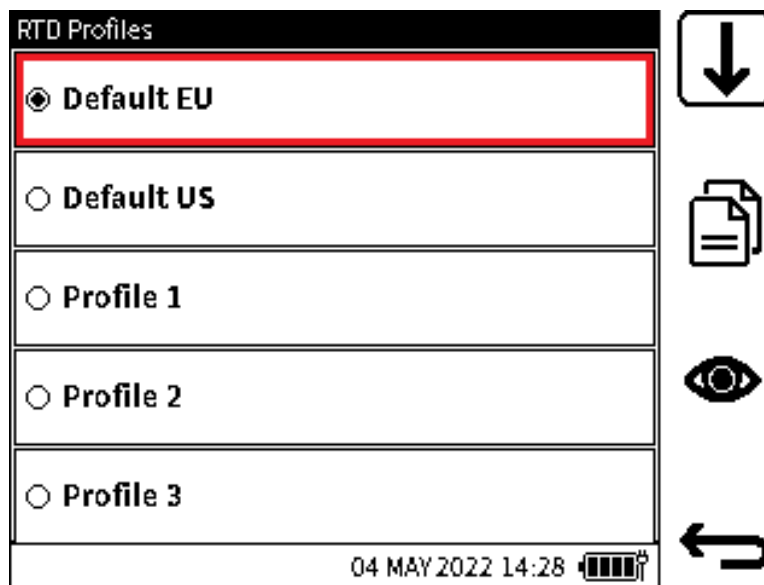 RTD Profiles
Default EU
Default US
Profile 1
Profile 2
Profile 3
04 MAY 2022 14:28